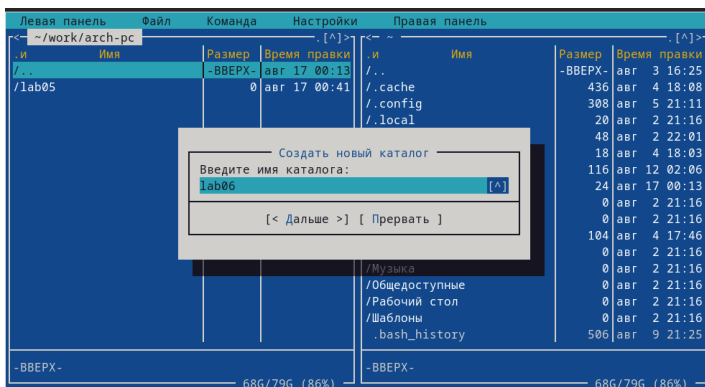 Левая панель Файл Команда Настройки Правая панель
<- ~/work/arch-pc .[^]>
<- ~ .[^]>
.и Имя Размер Время правки
.и Имя Размер Время правки
/.. -ВВЕРХ- авг 17 00:13
/lab05 0 авг 17 00:41
/.. -ВВЕРХ- авг 3 16:25
/.cache 436 авг 4 18:08
/.config 308 авг 5 21:11
/.local 20 авг 2 21:16
48 авг 2 22:01
18 авг 4 18:03
116 авг 12 02:06
24 авг 17 00:13
0 авг 2 21:16
0 авг 2 21:16
104 авг 4 17:46
0 авг 2 21:16
/Музыка 0 авг 2 21:16
/Общедоступные 0 авг 2 21:16
/Рабочий стол 0 авг 2 21:16
/Шаблоны 0 авг 2 21:16
.bash_history 506 авг 9 21:25
Создать новый каталог
Введите имя каталога:
lab06 [^]
[< Дальше >] [ Прервать ]
-ВВЕРХ-
68G/79G (86%)
-ВВЕРХ-
68G/79G (86%)